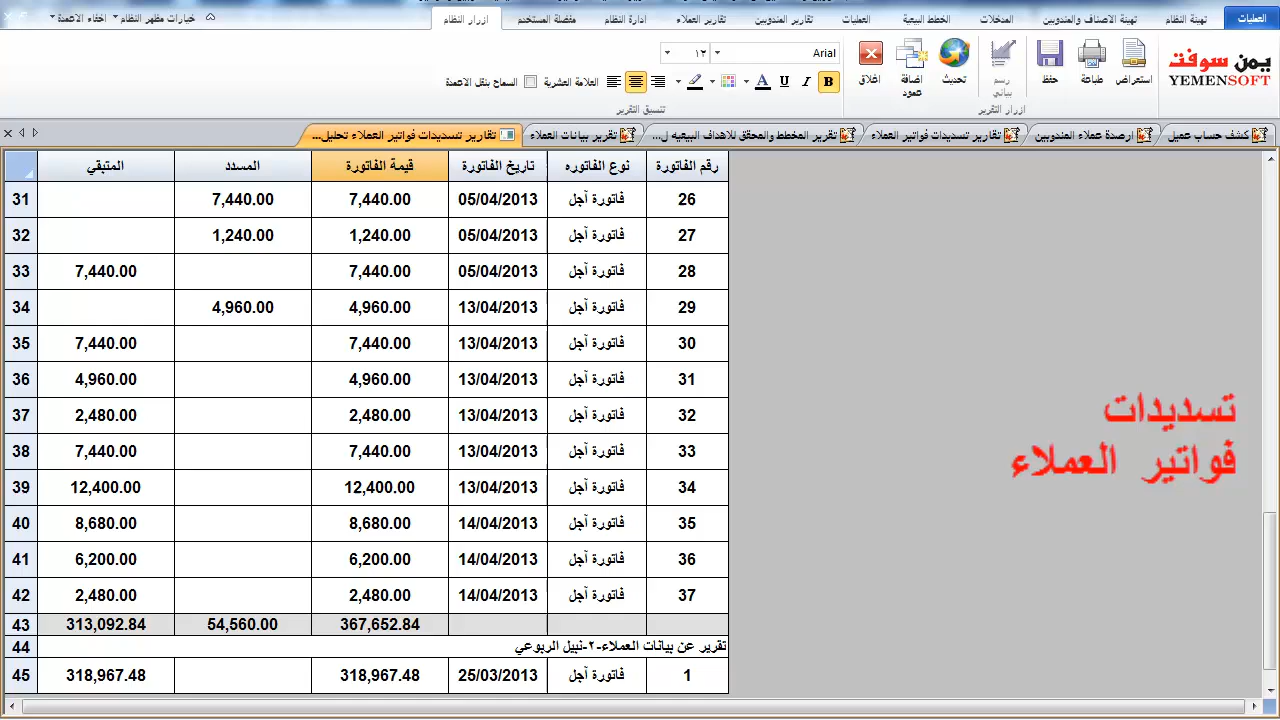 العمليات تهيئة النظام تهيئة الاصناف والمندوبين المدخلات الخطط البيعية العمليات تقارير المندوبين تقارير العملاء ادارة النظام مفضلة المستخدم ازرار النظام خيارات مظهر النظام اخفاء الاعمدة
يمن سوفت
YEMENSOFT
استعراض طباعة حفظ رسم بياني تحديث اضافة عمود اغلاق
Arial ١٢
B I U A العلامة العشرية السماح بنقل الاعمدة
ازرار التقرير تنسيق التقرير
كشف حساب عميل ارصدة عملاء المندوبين تقارير تسديدات فواتير العملاء تقرير المخطط والمحقق للاهداف البيعيه ل... تقرير بيانات العملاء تقارير تسديدات فواتير العملاء تحليل...
رقم الفاتورة نوع الفاتوره تاريخ الفاتورة قيمة الفاتورة المسدد المتبقي
26 فاتورة آجل 05/04/2013 7,440.00 7,440.00 31
27 فاتورة آجل 05/04/2013 1,240.00 1,240.00 32
28 فاتورة آجل 05/04/2013 7,440.00 7,440.00 33
29 فاتورة آجل 13/04/2013 4,960.00 4,960.00 34
30 فاتورة آجل 13/04/2013 7,440.00 7,440.00 35
31 فاتورة آجل 13/04/2013 4,960.00 4,960.00 36
32 فاتورة آجل 13/04/2013 2,480.00 2,480.00 37
33 فاتورة آجل 13/04/2013 7,440.00 7,440.00 38
34 فاتورة آجل 13/04/2013 12,400.00 12,400.00 39
35 فاتورة آجل 14/04/2013 8,680.00 8,680.00 40
36 فاتورة آجل 14/04/2013 6,200.00 6,200.00 41
37 فاتورة آجل 14/04/2013 2,480.00 2,480.00 42
367,652.84 54,560.00 313,092.84 43
تقرير عن بيانات العملاء-٢-نبيل الربوعي 44
1 فاتورة آجل 25/03/2013 318,967.48 318,967.48 45
تسديدات
فواتير العملاء